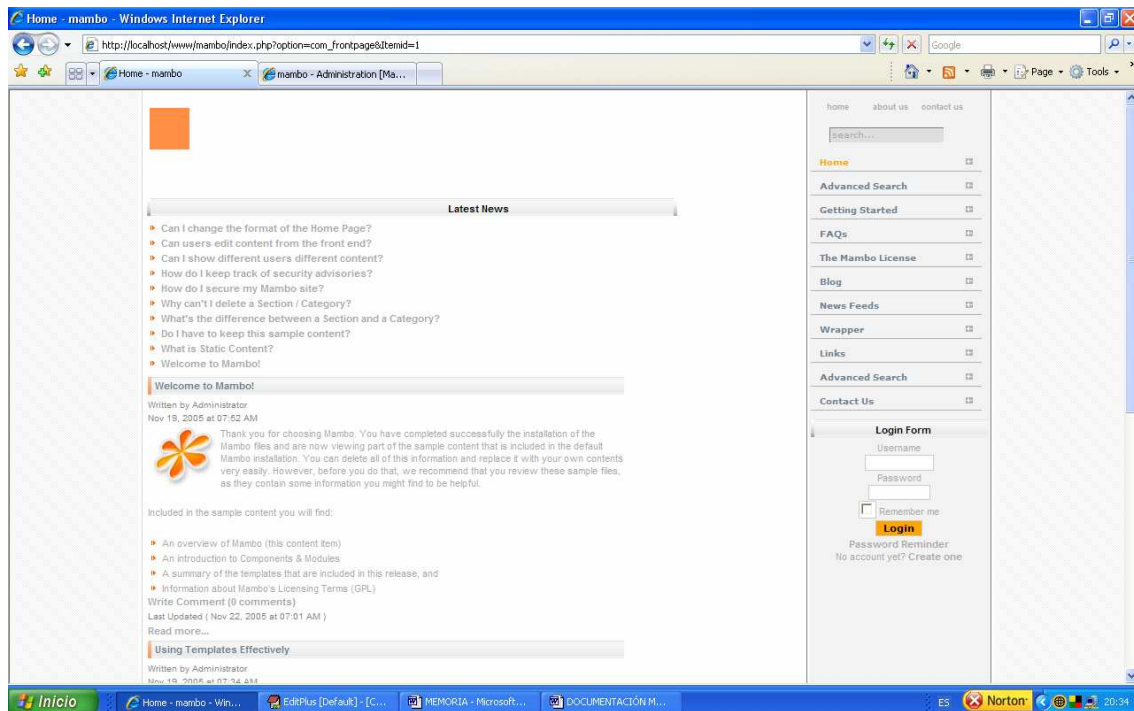 Home - mambo - Windows Internet Explorer
http://localhost/www/mambo/index.php?option=com_frontpage&Itemid=1
Google
Home - mambo
mambo - Administration [Ma...
Page
Tools
home about us contact us
search...
Home
Advanced Search
Getting Started
FAQs
The Mambo License
Blog
News Feeds
Wrapper
Links
Advanced Search
Contact Us
Login Form
Username
Password
Remember me
Login
Password Reminder
No account yet? Create one
Latest News
Can I change the format of the Home Page?
Can users edit content from the front end?
Can I show different users different content?
How do I keep track of security advisories?
How do I secure my Mambo site?
Why can't I delete a Section / Category?
What's the difference between a Section and a Category?
Do I have to keep this sample content?
What is Static Content?
Welcome to Mambo!
Welcome to Mambo!
Written by Administrator
Nov 19, 2005 at 07:52 AM
Thank you for choosing Mambo. You have completed successfully the installation of the
Mambo files and are now viewing part of the sample content that is included in the default
Mambo installation. You can delete all of this information and replace it with your own contents
very easily. However, before you do that, we recommend that you review these sample files,
as they contain some information you might find to be helpful.
Included in the sample content you will find:
An overview of Mambo (this content item)
An introduction to Components & Modules
A summary of the templates that are included in this release, and
Information about Mambo's Licensing Terms (GPL)
Write Comment (0 comments)
Last Updated ( Nov 22, 2005 at 07:01 AM )
Read more...
Using Templates Effectively
Written by Administrator
Nov 19, 2005 at 07:34 AM
Inicio
Home - mambo - Win...
EditPlus [Default] - [C...
MEMORIA - Microsoft...
DOCUMENTACIÓN M...
ES
Norton
20:34